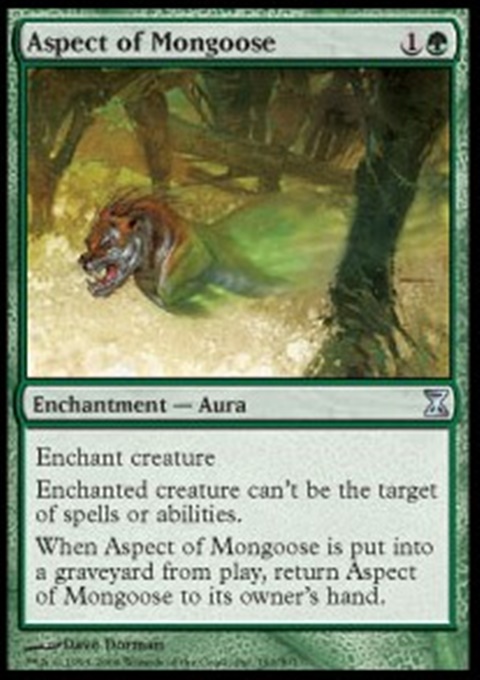 Aspect of Mongoose 1
Enchantment — Aura
Enchant creature
Enchanted creature can't be the target
of spells or abilities.
When Aspect of Mongoose is put into
a graveyard from play, return Aspect
of Mongoose to its owner's hand.
Dave Dorman